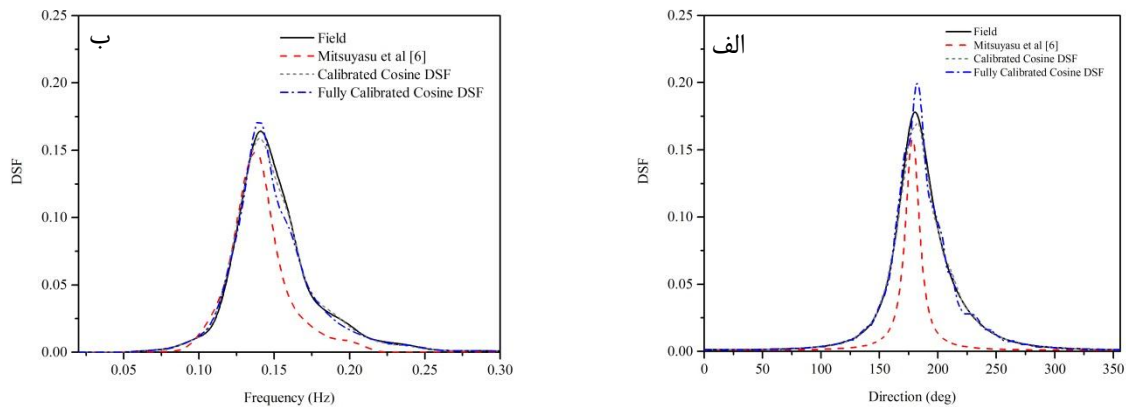 ب
0.25
0.20
0.15
0.10
0.05
0.00
DSF
Field
Mitsuyasu et al [6]
Calibrated Cosine DSF
Fully Calibrated Cosine DSF
0.05 0.10 0.15 0.20 0.25 0.30
Frequency (Hz)
الف
0.25
0.20
0.15
0.10
0.05
0.00
DSF
Field
Mitsuyasu et al [6]
Calibrated Cosine DSF
Fully Calibrated Cosine DSF
0 50 100 150 200 250 300 350
Direction (deg)